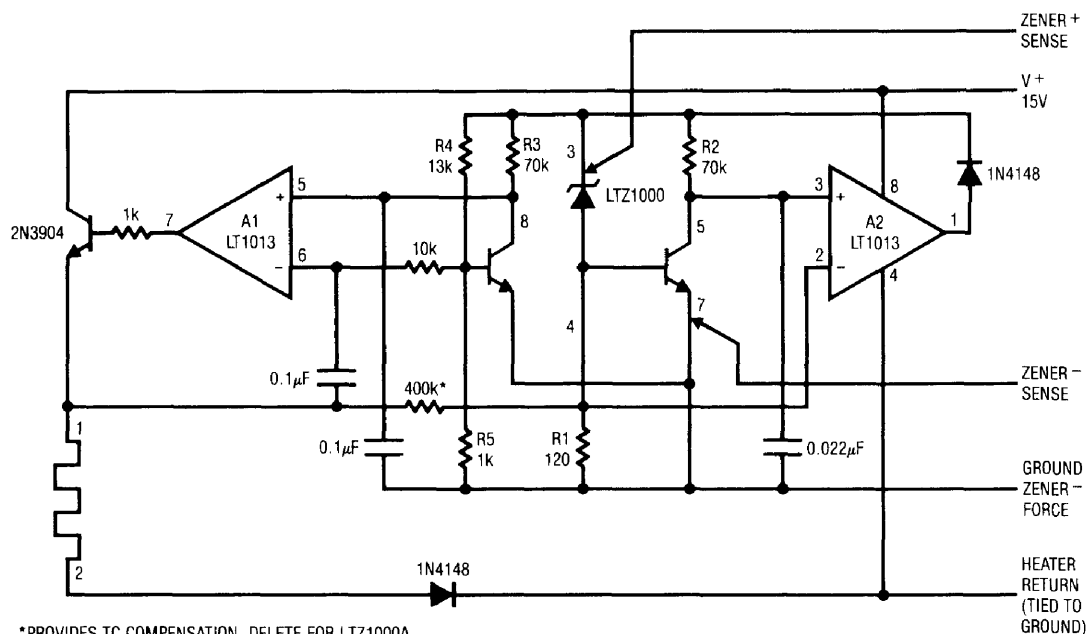 ZENER +
SENSE
V +
15V
R4
13k
R3
70k
3
R2
70k
LTZ1000
1N4148
2N3904
1k
7
A1
LT1013
5
+
6
−
8
10k
5
3
+
A2
LT1013
8
1
2
−
4
4
7
0.1µF
400k*
ZENER −
SENSE
1
0.1µF
R5
1k
R1
120
0.022µF
GROUND
ZENER −
FORCE
2
1N4148
HEATER
RETURN
(TIED TO
GROUND)
*PROVIDES TC COMPENSATION, DELETE FOR LTZ1000A